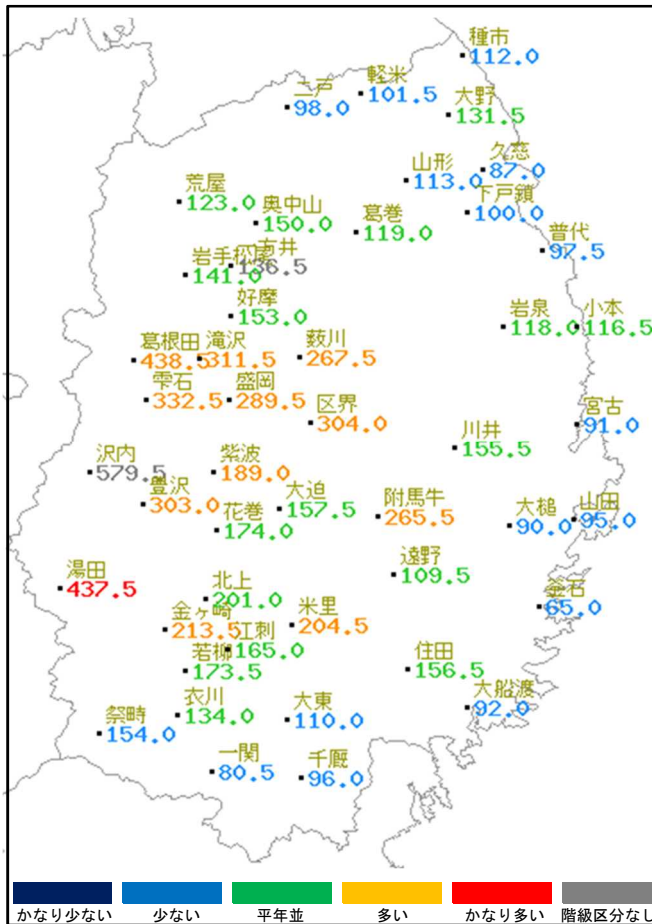 種市
112.0
軽米
101.5
二戸
98.0
大野
131.5
久慈
87.0
山形
113.0
下戸鎖
100.0
荒屋
123.0
奥中山
150.0
葛巻
119.0
普代
97.5
136.5
141.0
好摩
153.0
岩泉
118.0
小本
116.5
葛根田
438.5
滝沢
311.5
薮川
267.5
雫石
332.5
盛岡
289.5
区界
304.0
宮古
91.0
川井
155.5
沢内
579.5
紫波
189.0
豊沢
303.0
大迫
157.5
花巻
174.0
附馬牛
265.5
大槌
90.0
山田
95.0
遠野
109.5
湯田
437.5
北上
201.0
釜石
65.0
金ヶ崎
213.5
米里
204.5
江刺
165.0
若柳
173.5
住田
156.5
衣川
134.0
大東
110.0
大船渡
92.0
祭畤
154.0
一関
80.5
千厩
96.0
かなり少ない 少ない 平年並 多い かなり多い 階級区分なし